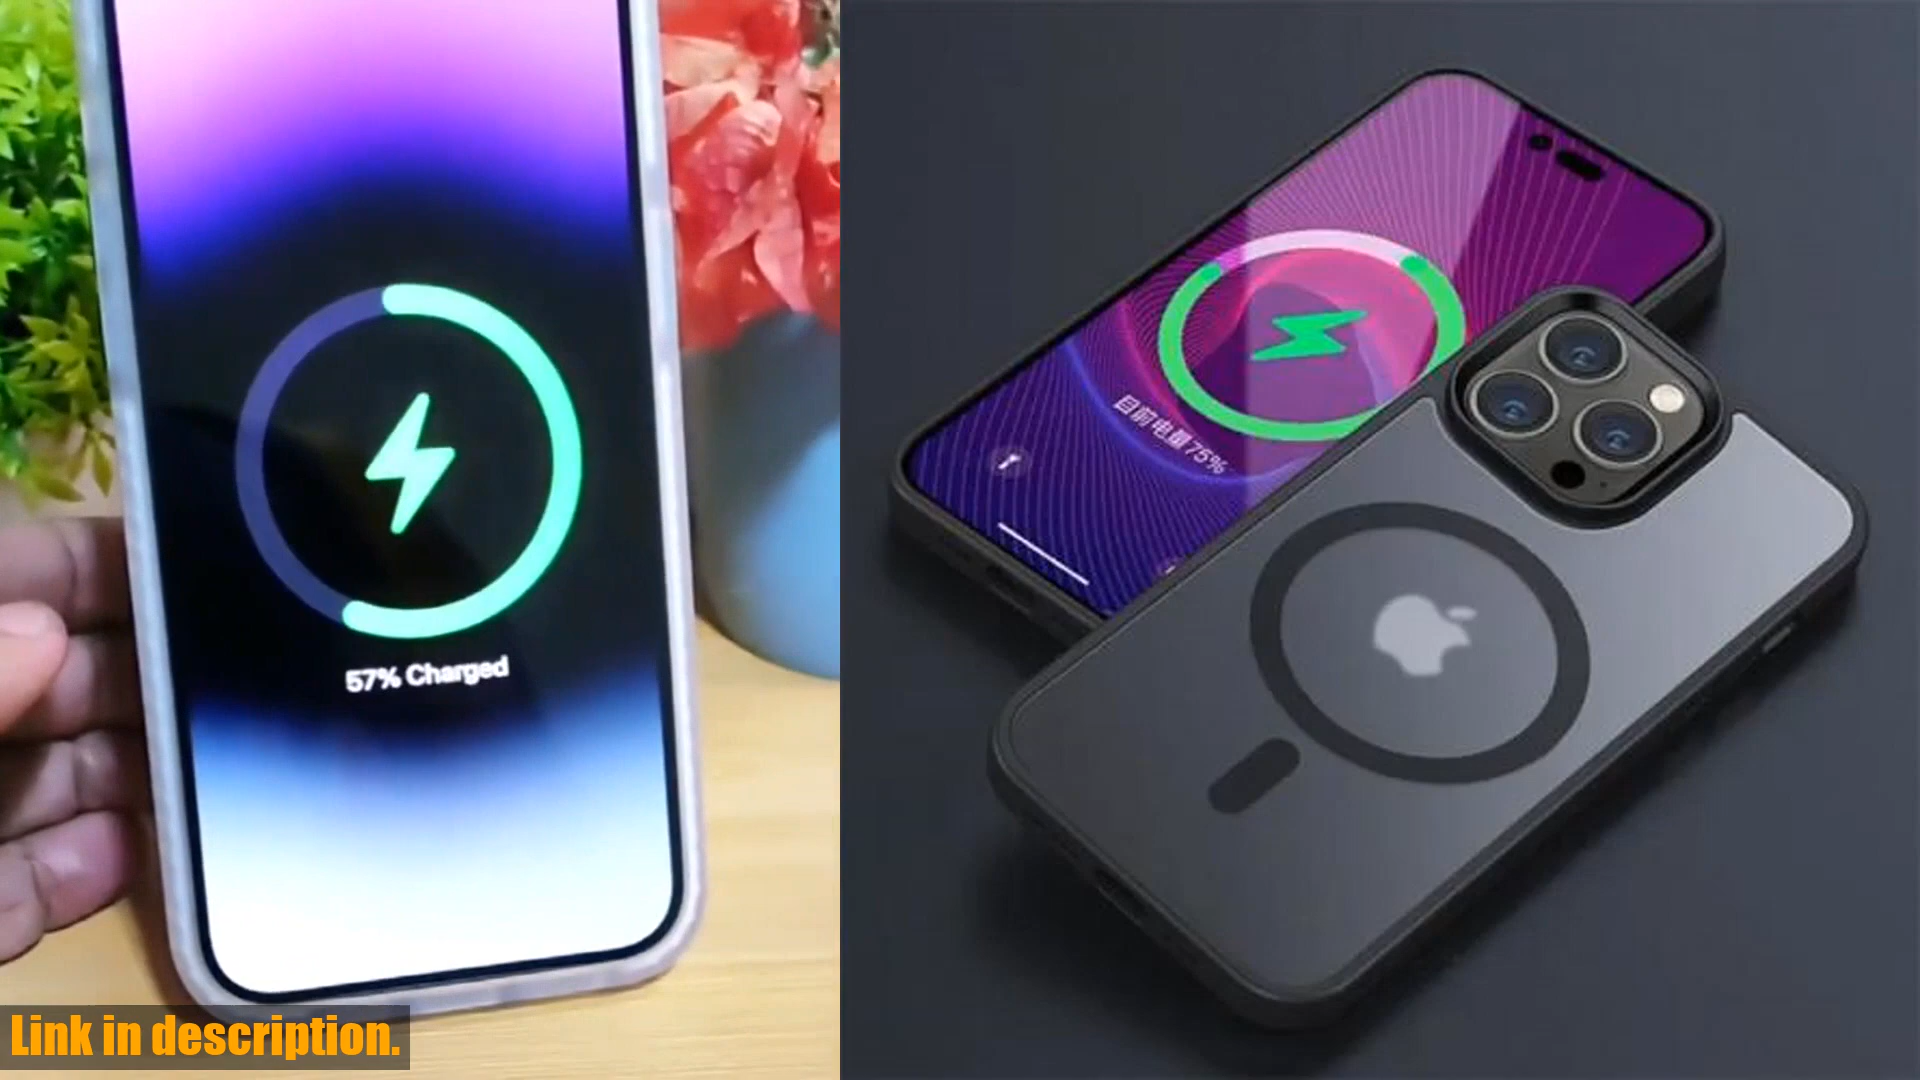 57% Charged
目前电量75%
Link in description.